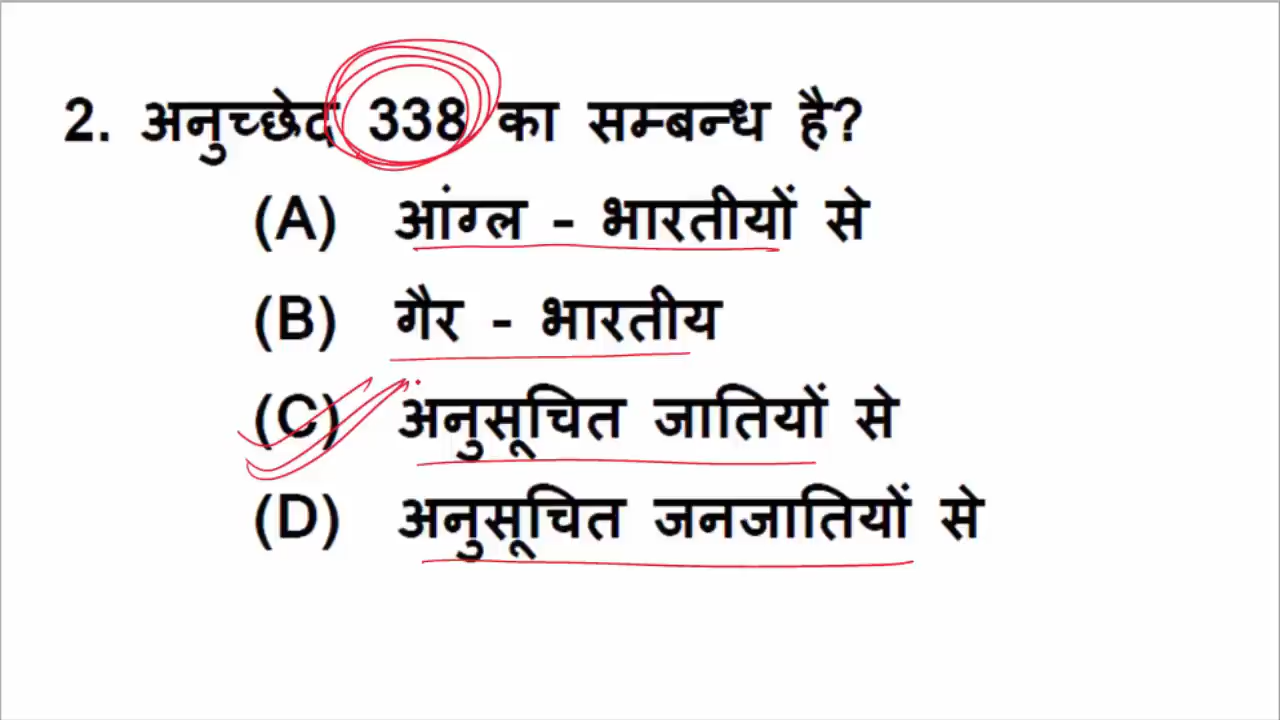 2. अनुच्छेद 338 का सम्बन्ध है?
(A) आंग्ल - भारतीयों से
(B) गैर - भारतीय
(C) अनुसूचित जातियों से
(D) अनुसूचित जनजातियों से